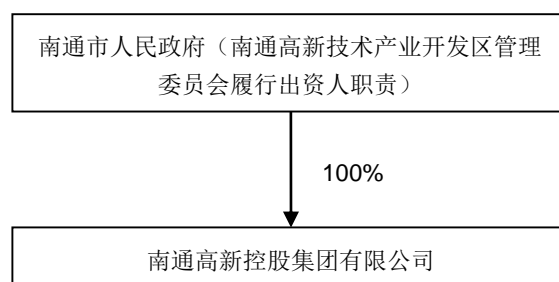 南通市人民政府（南通高新技术产业开发区管理
委员会履行出资人职责）
100%
南通高新控股集团有限公司